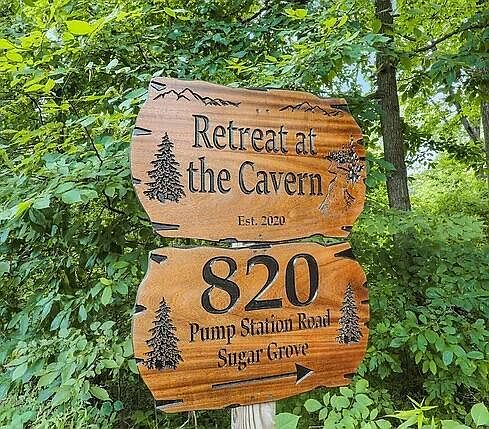 Retreat at
the Cavern
Est. 2020
820
Pump Station Road
Sugar Grove